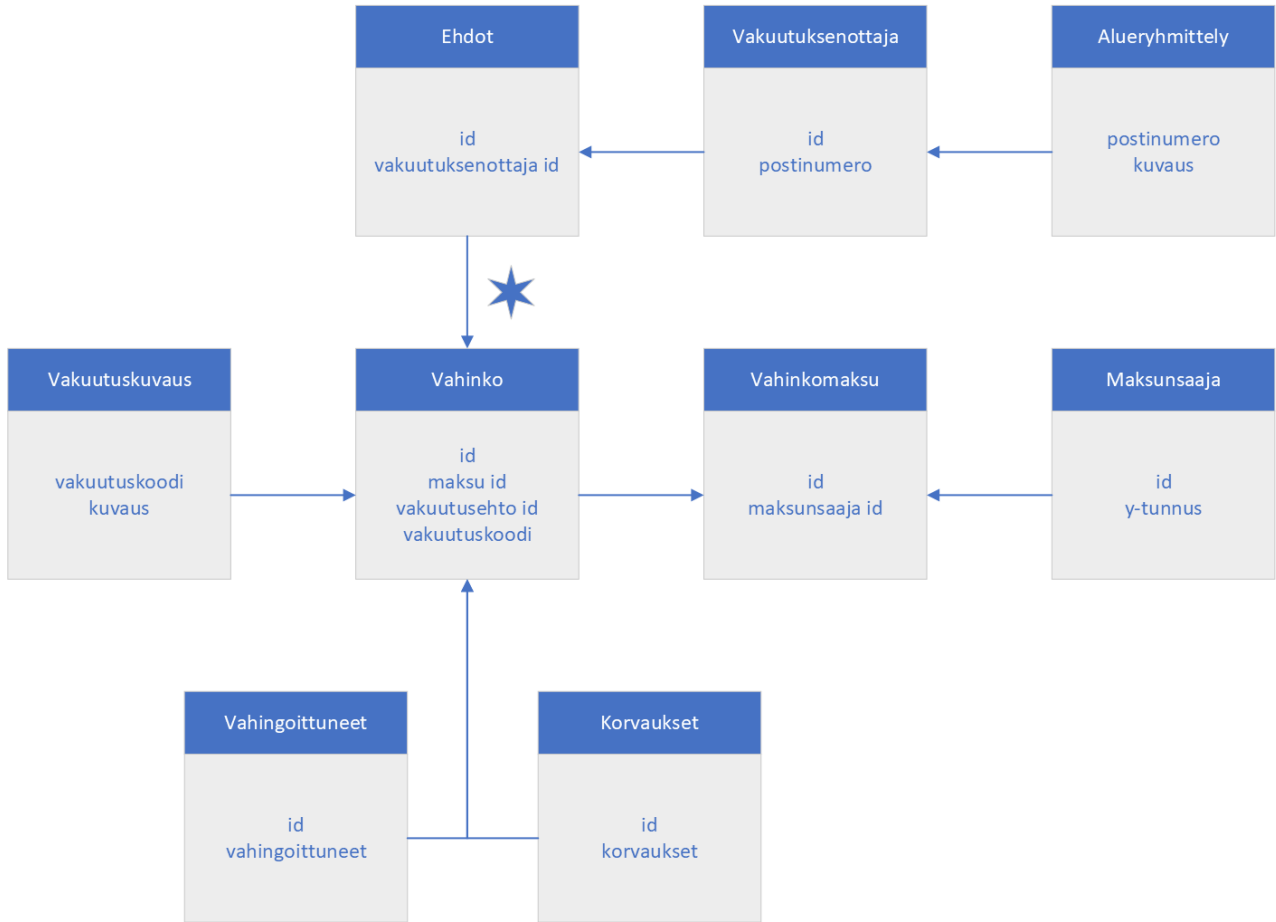 Ehdot
id
vakuutuksenottaja id
Vakuutuksenottaja
id
postinumero
Alueryhmittely
postinumero
kuvaus
Vakuutuskuvaus
vakuutuskoodi
kuvaus
Vahinko
id
maksu id
vakuutusehto id
vakuutuskoodi
Vahinkomaksu
id
maksunsaaja id
Maksunsaaja
id
y-tunnus
Vahingoittuneet
id
vahingoittuneet
Korvaukset
id
korvaukset